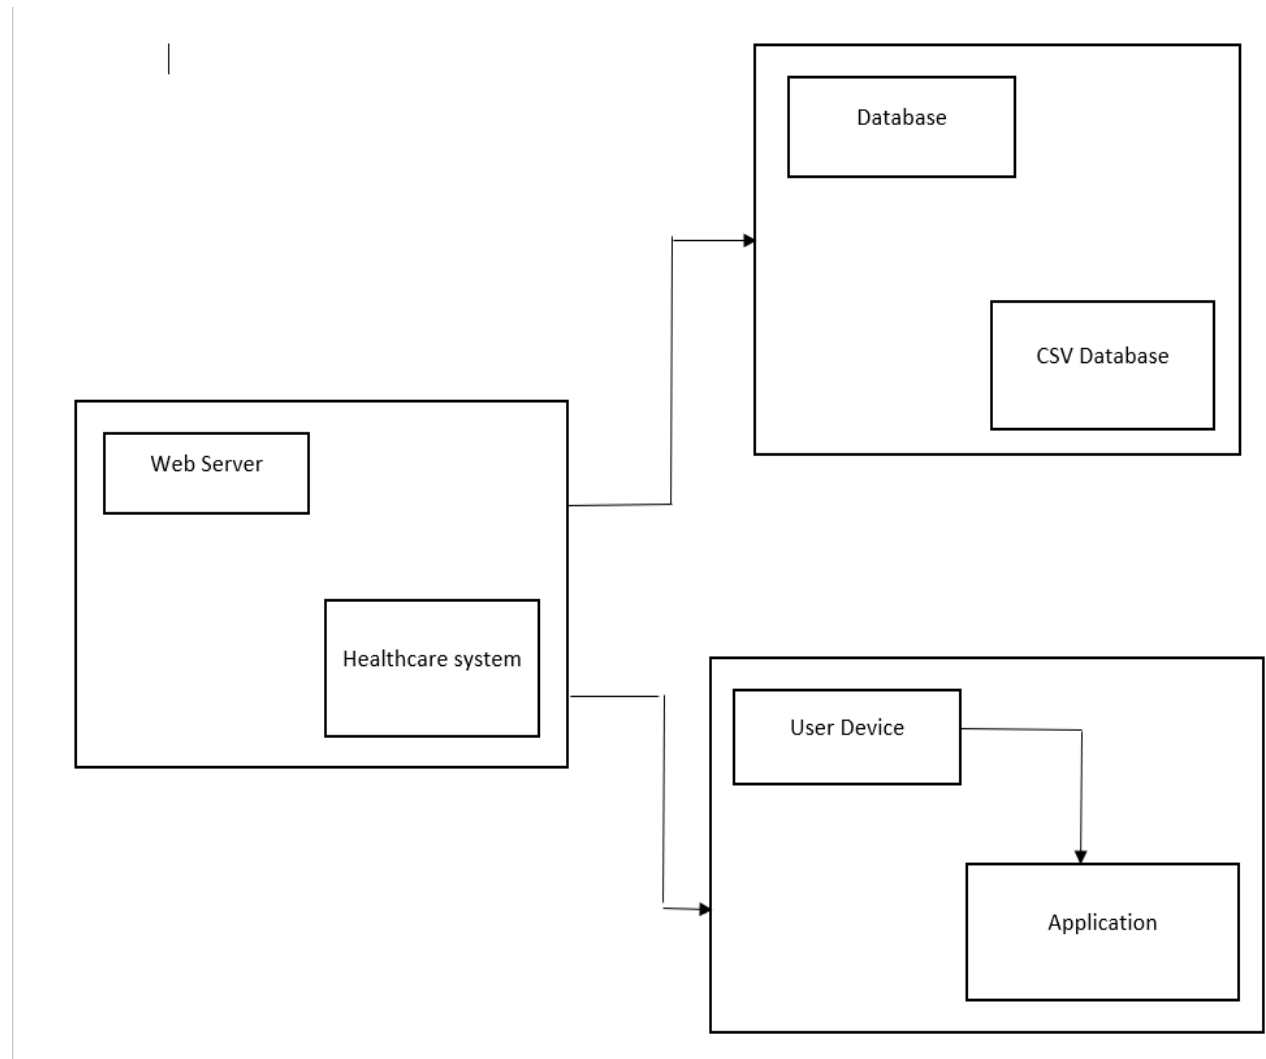 Database
CSV Database
Web Server
Healthcare system
User Device
Application